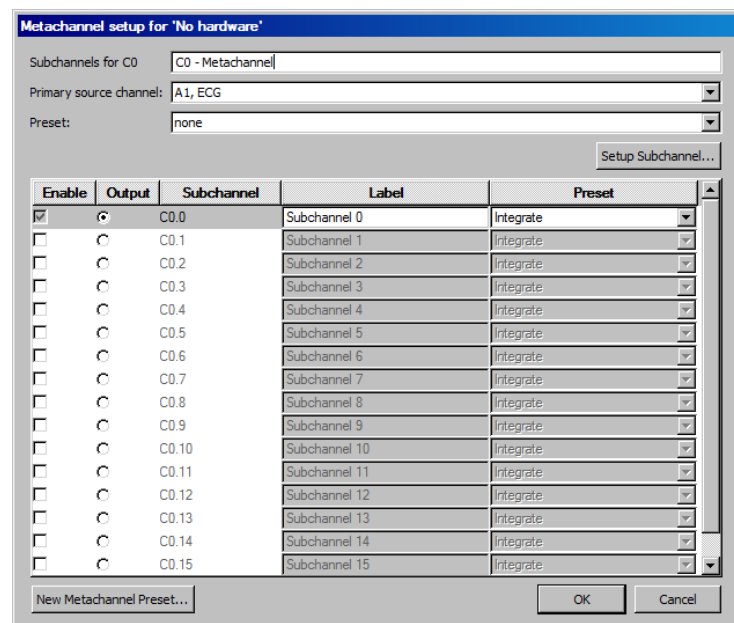 Metachannel setup for 'No hardware'
Subchannels for C0 C0 - Metachannel
Primary source channel: A1, ECG
Preset: none
Setup Subchannel...
Enable Output Subchannel Label Preset
C0.0 Subchannel 0 Integrate
C0.1 Subchannel 1 Integrate
C0.2 Subchannel 2 Integrate
C0.3 Subchannel 3 Integrate
C0.4 Subchannel 4 Integrate
C0.5 Subchannel 5 Integrate
C0.6 Subchannel 6 Integrate
C0.7 Subchannel 7 Integrate
C0.8 Subchannel 8 Integrate
C0.9 Subchannel 9 Integrate
C0.10 Subchannel 10 Integrate
C0.11 Subchannel 11 Integrate
C0.12 Subchannel 12 Integrate
C0.13 Subchannel 13 Integrate
C0.14 Subchannel 14 Integrate
C0.15 Subchannel 15 Integrate
New Metachannel Preset... OK Cancel